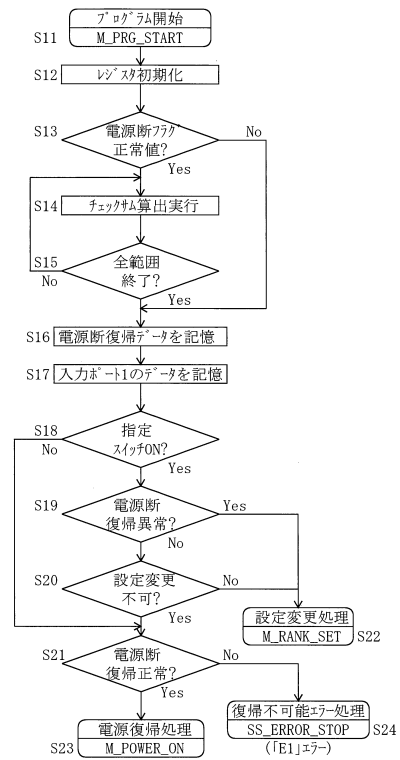 プログラム開始
S11
M_PRG_START
S12
レジスタ初期化
S13
電源断フラグ
正常値?
No
Yes
S14
チェックサム算出実行
S15
全範囲
終了?
No
Yes
S16
電源断復帰データを記憶
S17
入力ポート1のデータを記憶
S18
指定
スイッチON?
No
Yes
S19
電源断
復帰異常?
Yes
No
S20
設定変更
不可?
No
Yes
設定変更処理
M_RANK_SET
S22
S21
電源断
復帰正常?
No
Yes
電源復帰処理
S23
M_POWER_ON
復帰不可能エラー処理
SS_ERROR_STOP
S24
(「E1」エラー)